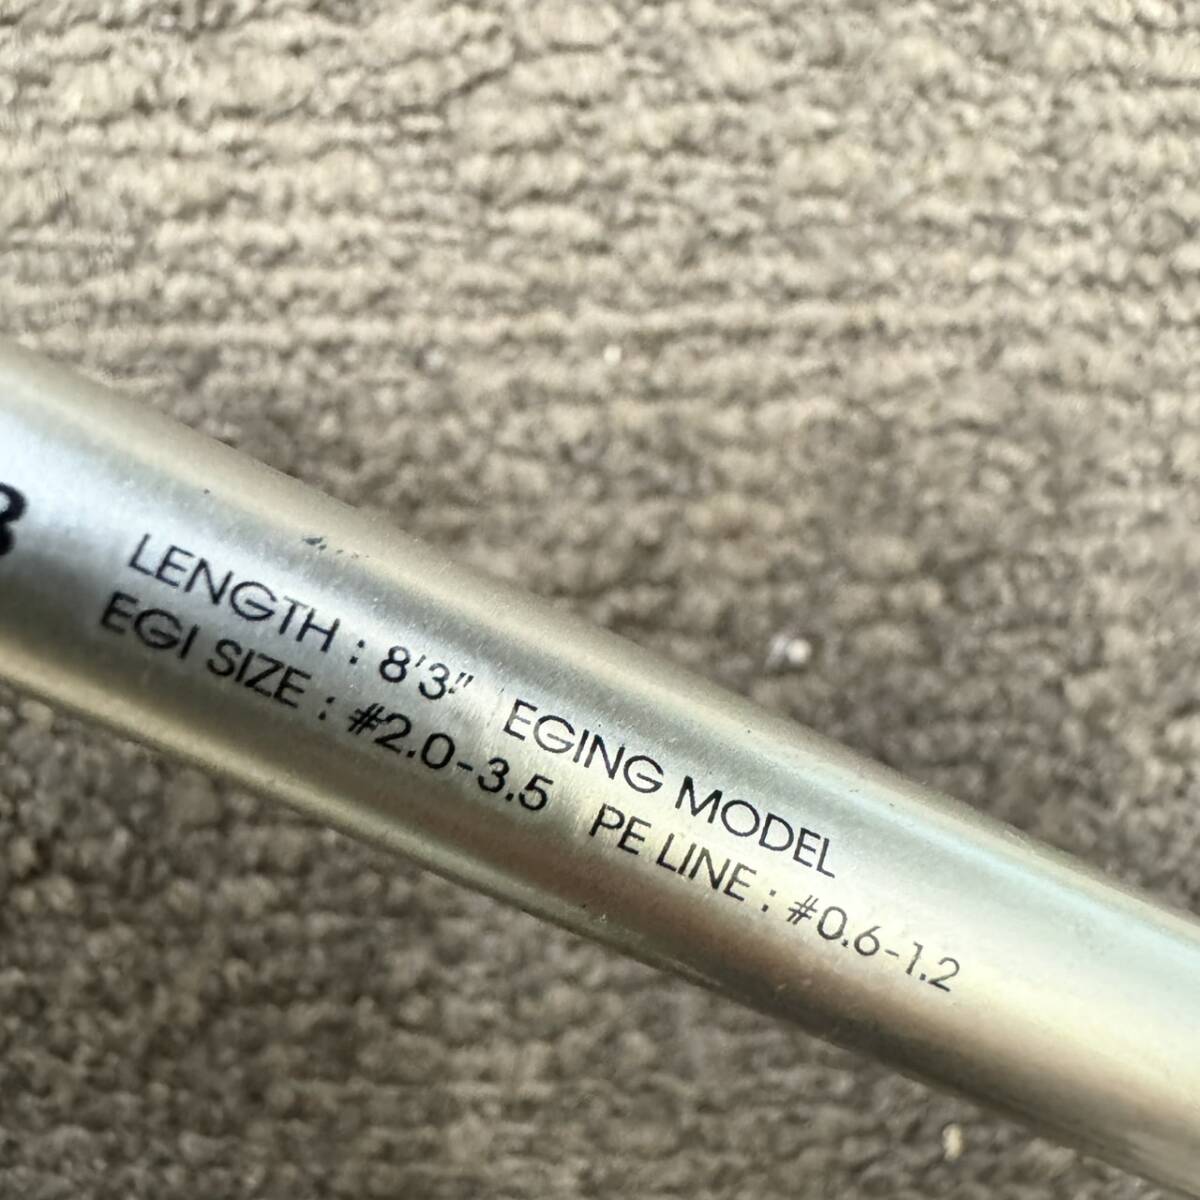 LENGTH : 8'3" EGING MODEL
EGI SIZE : #2.0-3.5 PE LINE : #0.6-1.2